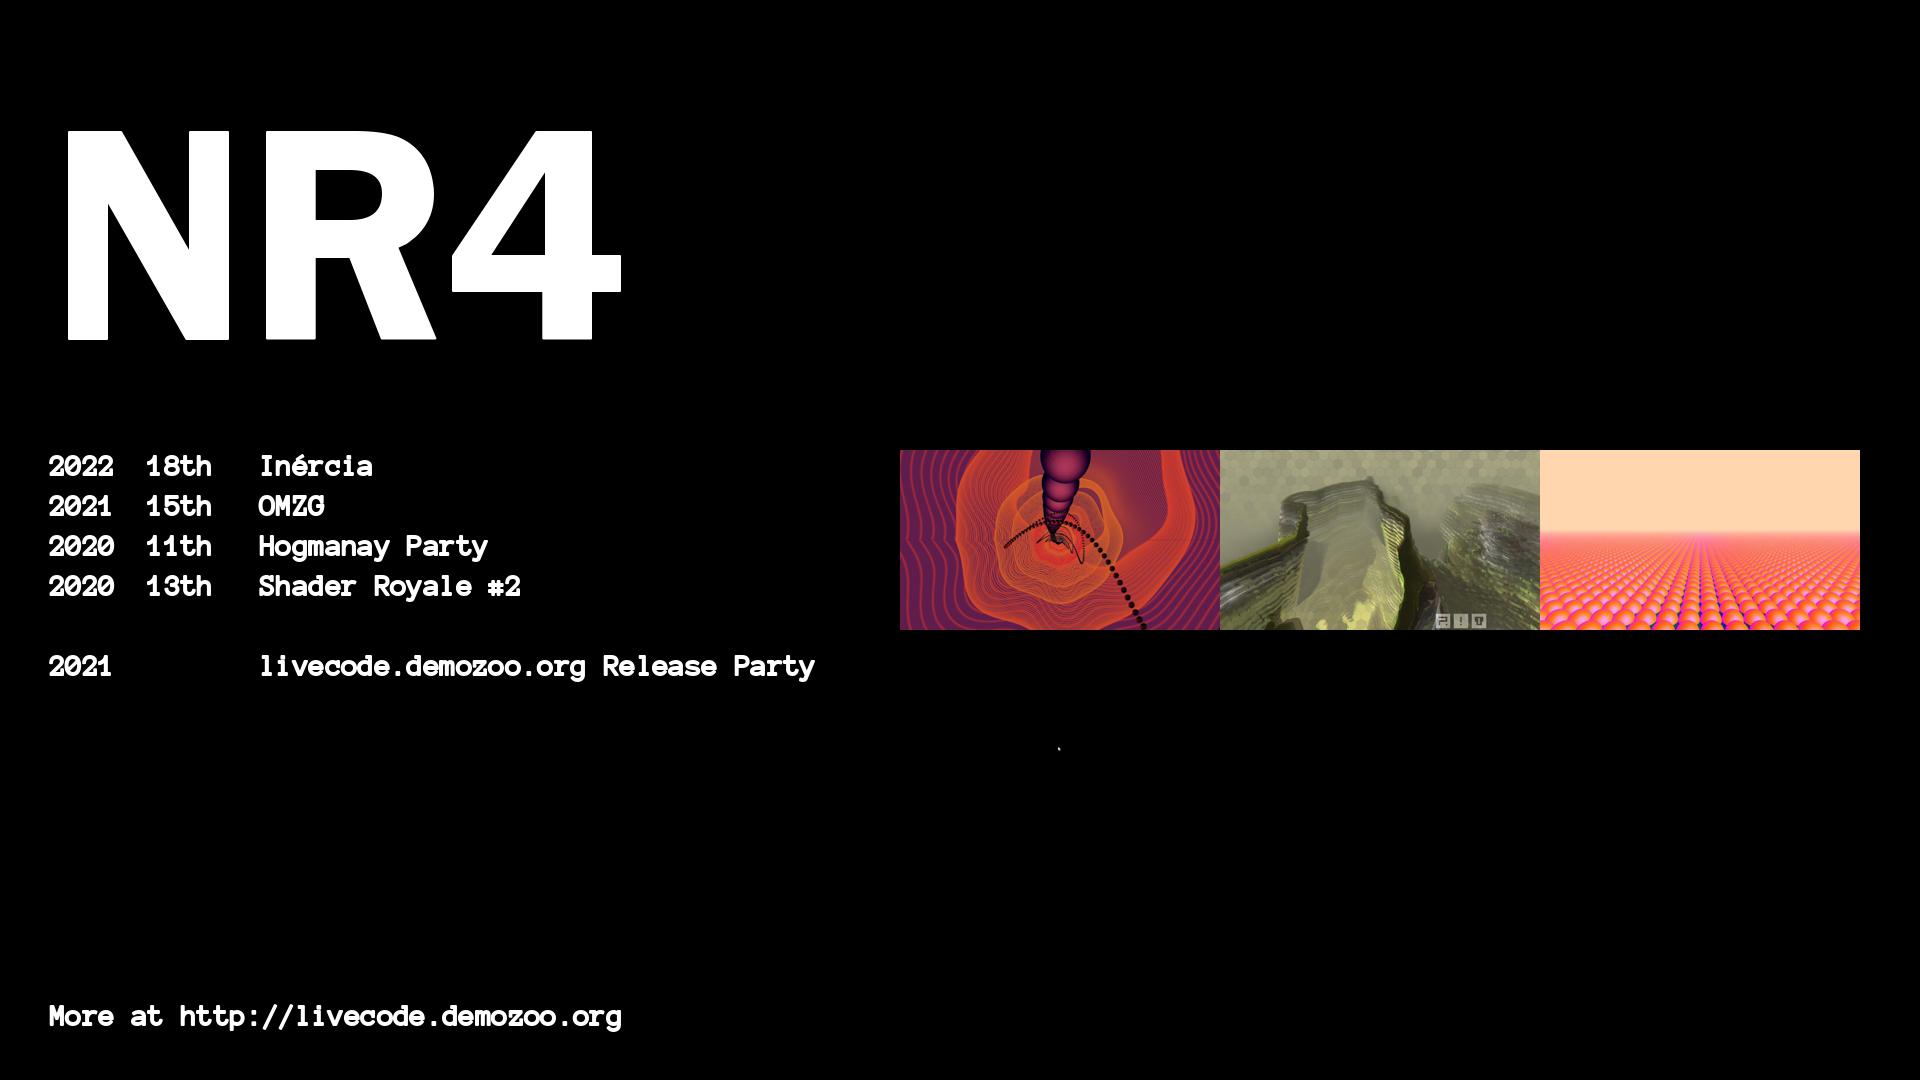 NR4
2022 18th Inércia
2021 15th OMZG
2020 11th Hogmanay Party
2020 13th Shader Royale #2
2021 livecode.demozoo.org Release Party
More at http://livecode.demozoo.org